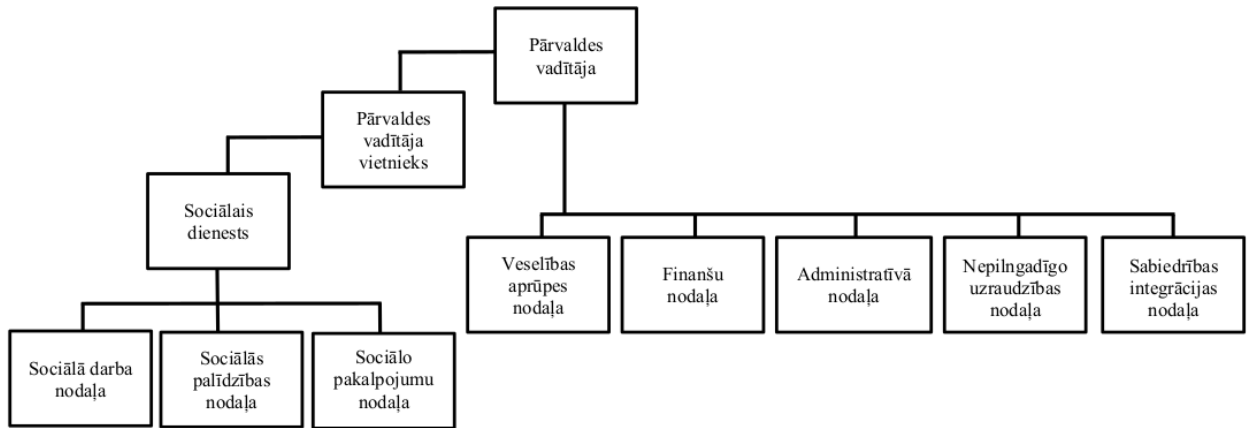 Pārvaldes
vadītāja
Pārvaldes
vadītāja
vietnieks
Sociālais
dienests
Veselības
aprūpes
nodaļa
Finanšu
nodaļa
Administratīvā
nodaļa
Nepilngadīgo
uzraudzības
nodaļa
Sabiedrības
integrācijas
nodaļa
Sociālā darba
nodaļa
Sociālās
palīdzības
nodaļa
Sociālo
pakalpojumu
nodaļa